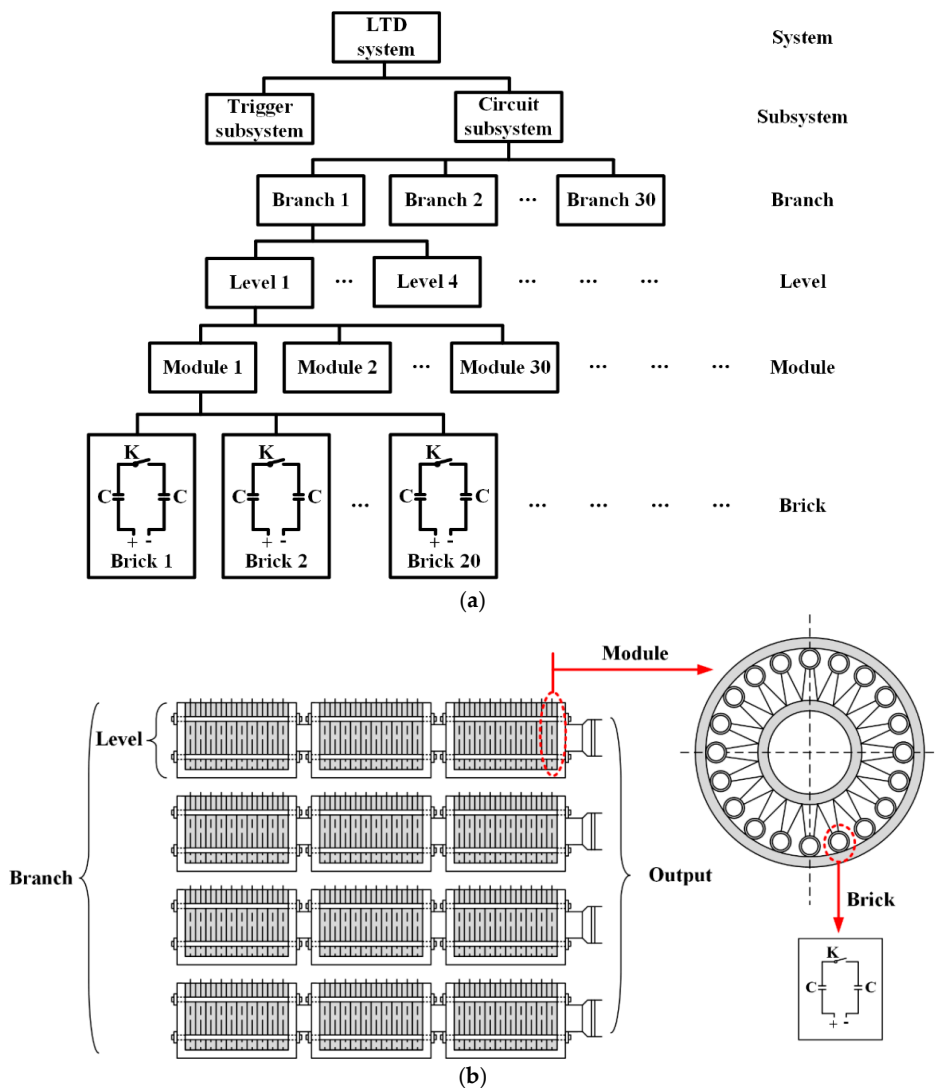 LTD
system
System
Trigger
subsystem
Circuit
subsystem
Subsystem
Branch 1
Branch 2
...
Branch 30
Branch
Level 1
...
Level 4
...
...
...
Level
Module 1
Module 2
...
Module 30
...
...
...
Module
K
C
C
+ -
Brick 1
K
C
C
+ -
Brick 2
...
K
C
C
+ -
Brick 20
...
...
...
...
Brick
(a)
Module
Level
Branch
Output
Brick
K
C
C
+ -
(b)